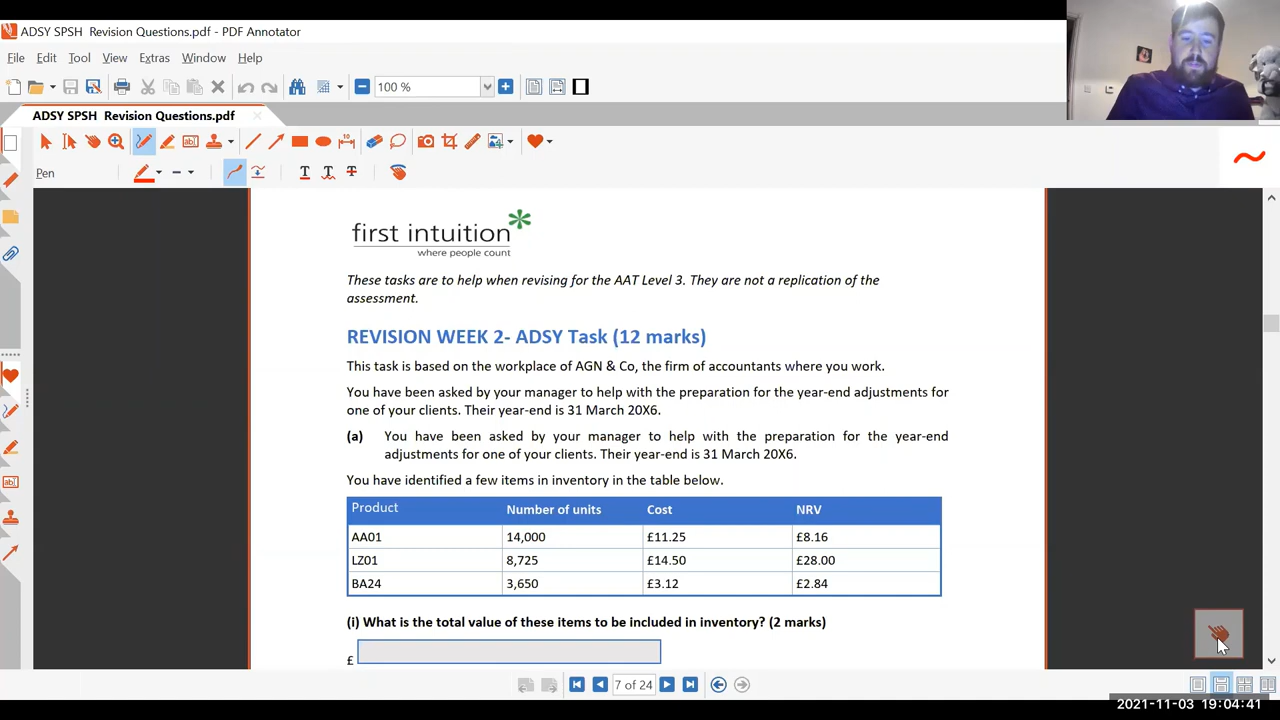 ADSY SPSH Revision Questions.pdf - PDF Annotator
File Edit Tool View Extras Window Help
100 %
ADSY SPSH Revision Questions.pdf
Pen
first intuition
where people count
These tasks are to help when revising for the AAT Level 3. They are not a replication of the
assessment.
REVISION WEEK 2- ADSY Task (12 marks)
This task is based on the workplace of AGN & Co, the firm of accountants where you work.
You have been asked by your manager to help with the preparation for the year-end adjustments for
one of your clients. Their year-end is 31 March 20X6.
(a) You have been asked by your manager to help with the preparation for the year-end
adjustments for one of your clients. Their year-end is 31 March 20X6.
You have identified a few items in inventory in the table below.
Product Number of units Cost NRV
AA01 14,000 £11.25 £8.16
LZ01 8,725 £14.50 £28.00
BA24 3,650 £3.12 £2.84
(i) What is the total value of these items to be included in inventory? (2 marks)
£
7 of 24
2021-11-03 19:04:41